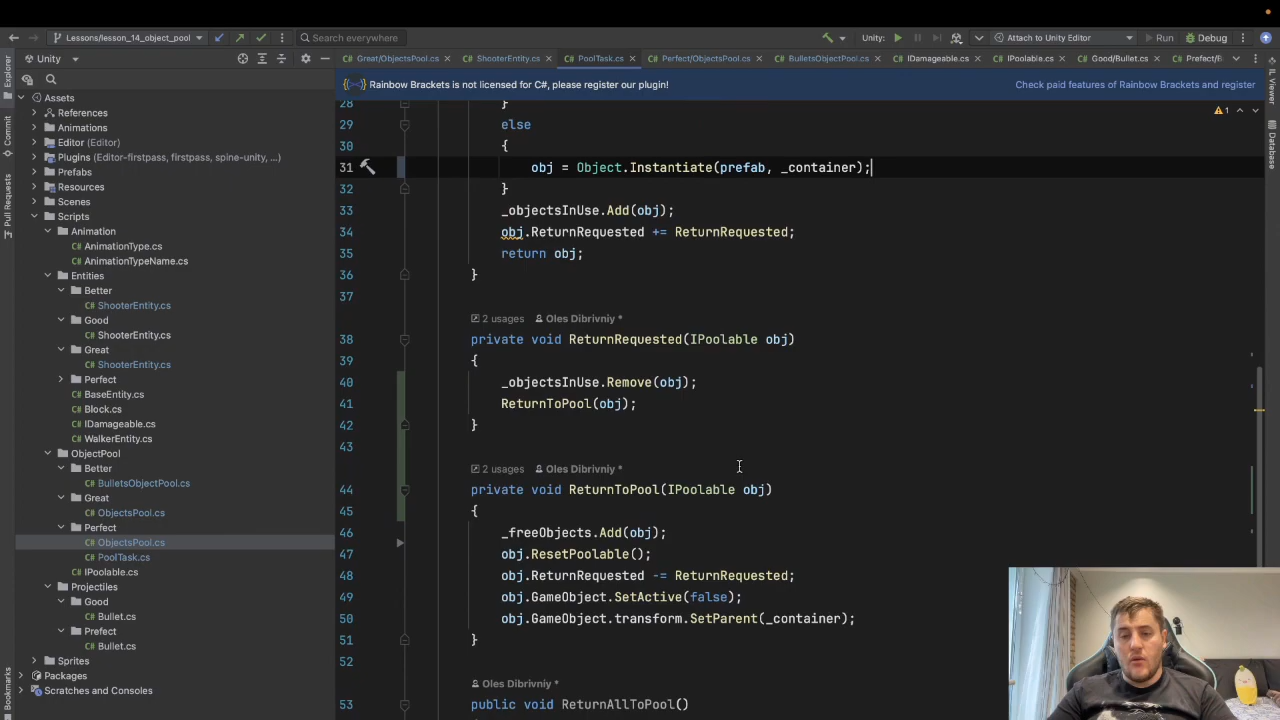 Lessons/lesson_14_object_pool
Search everywhere
Unity:
Attach to Unity Editor
Run
Debug
Unity
Great/ObjectsPool.cs
ShooterEntity.cs
PoolTask.cs
Perfect/ObjectsPool.cs
BulletsObjectPool.cs
IDamageable.cs
IPoolable.cs
Good/Bullet.cs
Prefect/B
Rainbow Brackets is not licensed for C#, please register our plugin!
Check paid features of Rainbow Brackets and register
Explorer
Commit
Pull Requests
Bookmarks
IL Viewer
Database
Assets
References
Animations
Editor (Editor)
Plugins (Editor-firstpass, firstpass, spine-unity, ...)
Prefabs
Resources
Scenes
Scripts
Animation
C# AnimationType.cs
C# AnimationTypeName.cs
Entities
Better
C# ShooterEntity.cs
Good
C# ShooterEntity.cs
Great
C# ShooterEntity.cs
Perfect
C# BaseEntity.cs
C# Block.cs
C# IDamageable.cs
C# WalkerEntity.cs
ObjectPool
Better
C# BulletsObjectPool.cs
Great
C# ObjectsPool.cs
Perfect
C# ObjectsPool.cs
C# PoolTask.cs
C# IPoolable.cs
Projectiles
Good
C# Bullet.cs
Prefect
C# Bullet.cs
Sprites
Packages
Scratches and Consoles
1
28 }
29 else
30 {
31 obj = Object.Instantiate(prefab, _container);
32 }
33 _objectsInUse.Add(obj);
34 obj.ReturnRequested += ReturnRequested;
35 return obj;
36 }
37
2 usages Oles Dibrivniy *
38 private void ReturnRequested(IPoolable obj)
39 {
40 _objectsInUse.Remove(obj);
41 ReturnToPool(obj);
42 }
43
2 usages Oles Dibrivniy *
44 private void ReturnToPool(IPoolable obj)
45 {
46 _freeObjects.Add(obj);
47 obj.ResetPoolable();
48 obj.ReturnRequested -= ReturnRequested;
49 obj.GameObject.SetActive(false);
50 obj.GameObject.transform.SetParent(_container);
51 }
52
Oles Dibrivniy *
53 public void ReturnAllToPool()